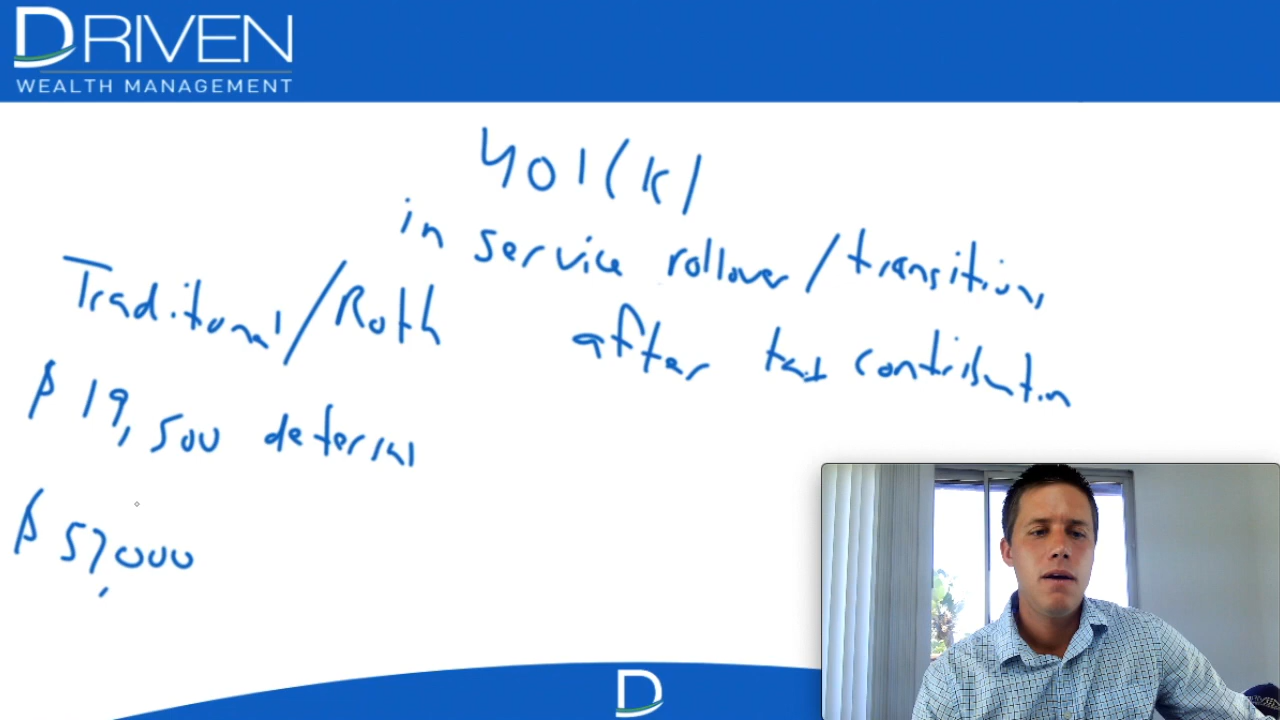 DRIVEN
WEALTH MANAGEMENT
401(k)
in service rollover/transition,
Traditional/Roth
after tax contribution
$19,500 deferral
$57,000
D